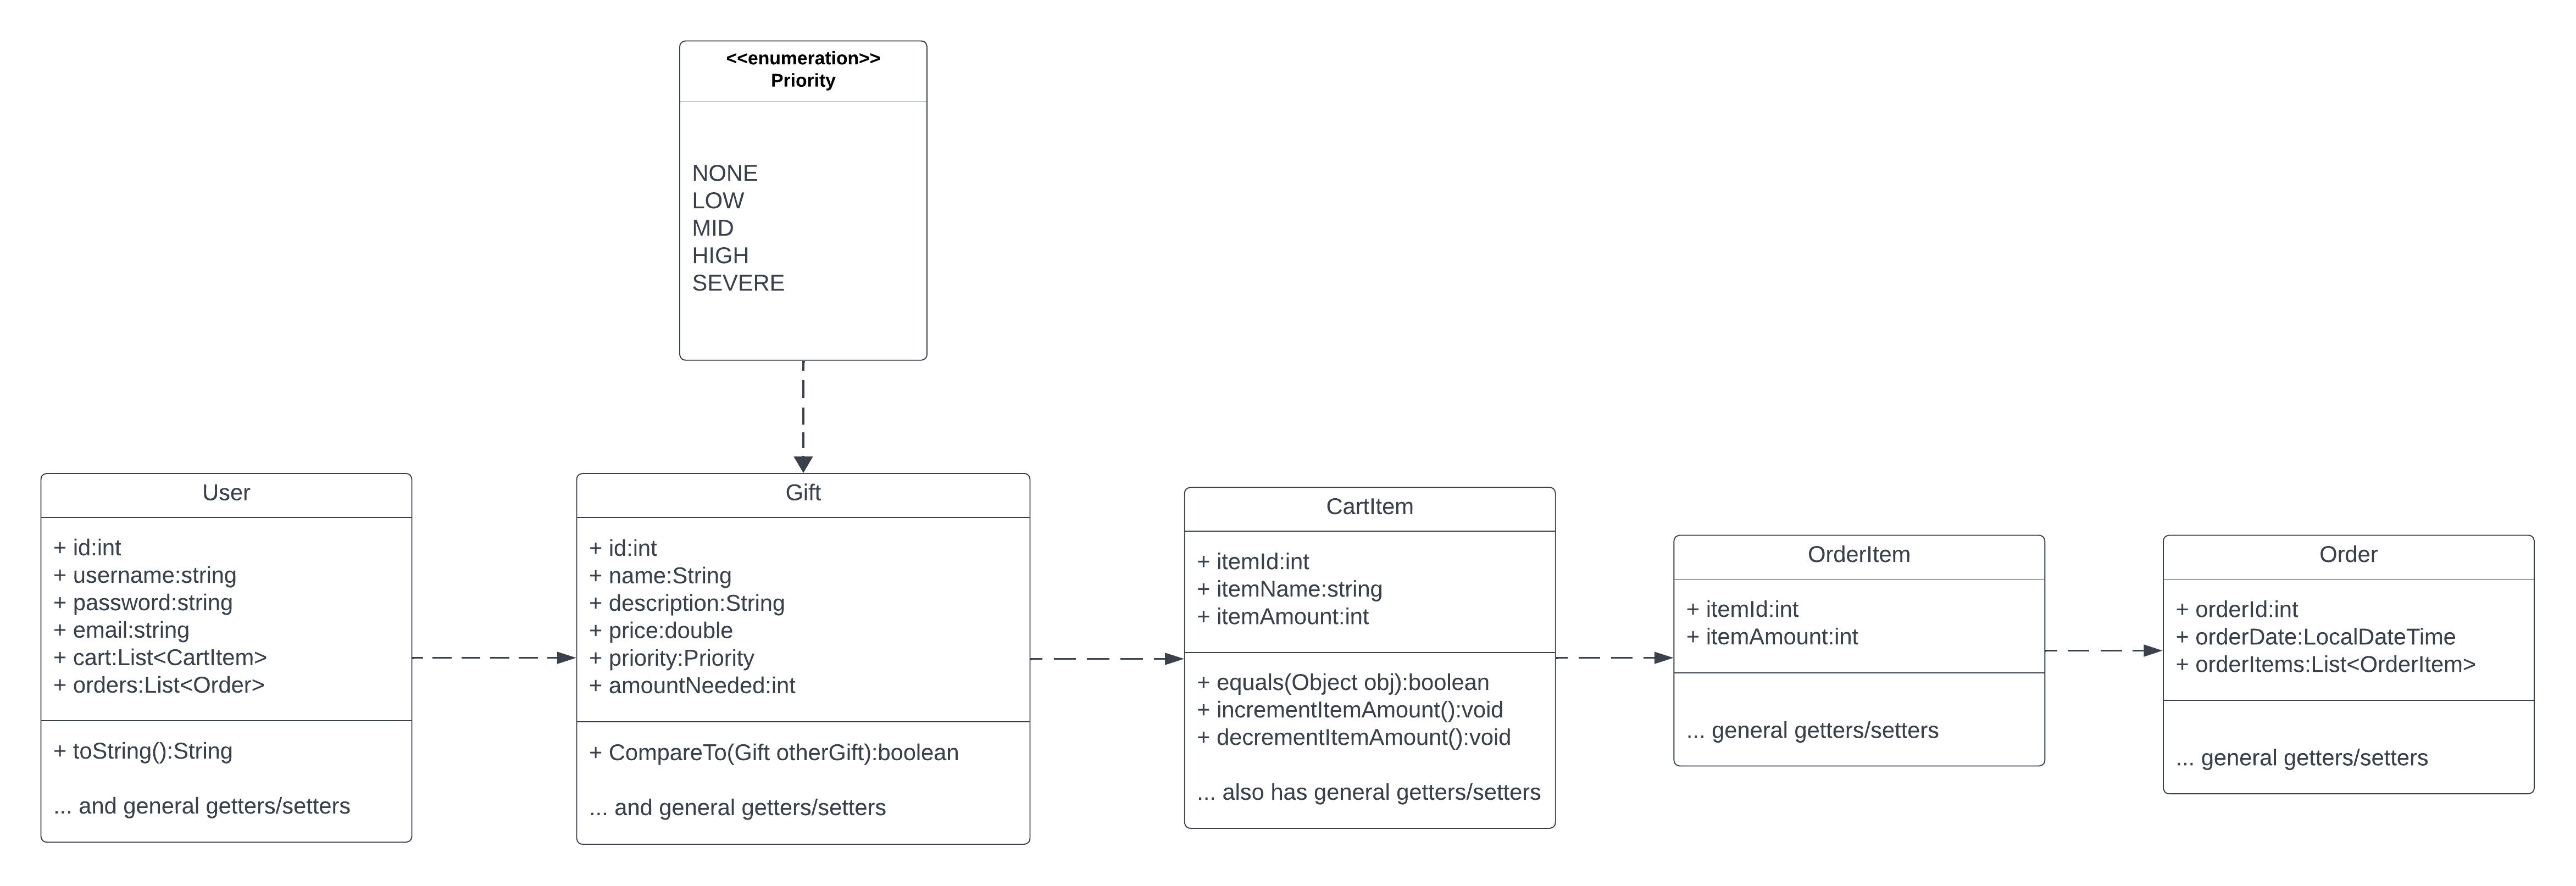 <<enumeration>>
Priority
NONE
LOW
MID
HIGH
SEVERE
User
+ id:int
+ username:string
+ password:string
+ email:string
+ cart:List<CartItem>
+ orders:List<Order>
+ toString():String
... and general getters/setters
Gift
+ id:int
+ name:String
+ description:String
+ price:double
+ priority:Priority
+ amountNeeded:int
+ CompareTo(Gift otherGift):boolean
... and general getters/setters
CartItem
+ itemId:int
+ itemName:string
+ itemAmount:int
+ equals(Object obj):boolean
+ incrementItemAmount():void
+ decrementItemAmount():void
... also has general getters/setters
OrderItem
+ itemId:int
+ itemAmount:int
... general getters/setters
Order
+ orderId:int
+ orderDate:LocalDateTime
+ orderItems:List<OrderItem>
... general getters/setters